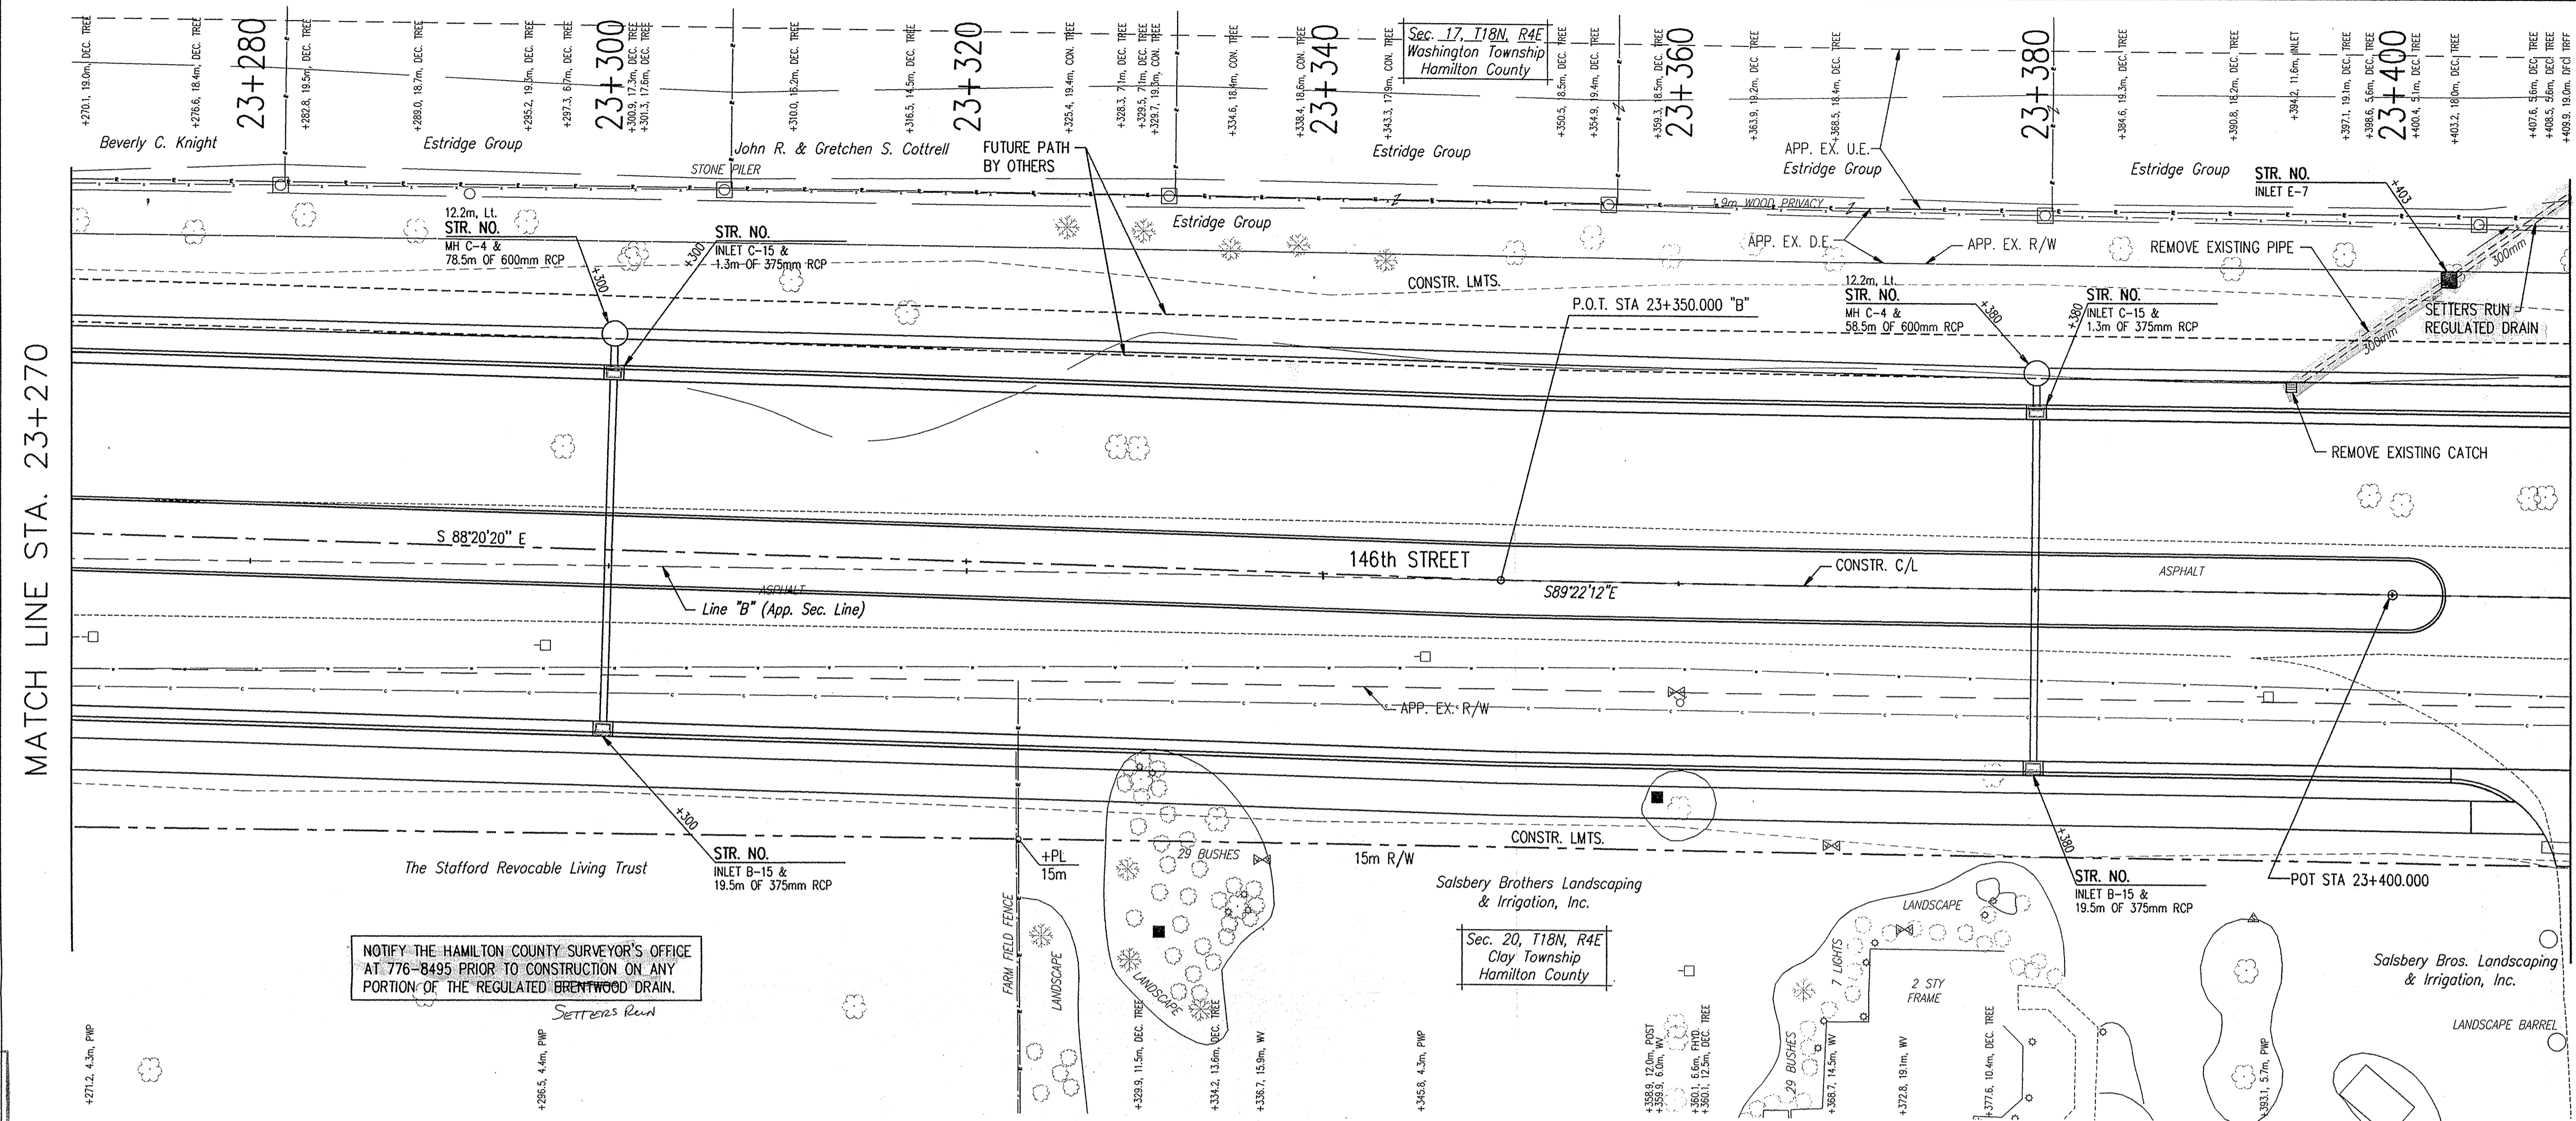 +270.1, 19.0m, DEC. TREE
+276.6, 18.4m, DEC. TREE
23+280
+282.8, 19.5m, DEC. TREE
+289.0, 18.7m, DEC. TREE
+295.2, 19.3m, DEC. TREE
+297.3, 6.7m, DEC. TREE
23+300
+300.9, 17.3m, DEC. TREE
+301.3, 17.6m, DEC. TREE
+310.0, 16.2m, DEC. TREE
+316.5, 14.5m, DEC. TREE
23+320
+325.4, 19.4m, CON. TREE
+328.3, 7.1m, DEC. TREE
+329.5, 7.1m, DEC. TREE
+329.7, 19.3m, CON. TREE
+334.6, 18.4m, CON. TREE
+338.4, 18.6m, CON. TREE
23+340
+343.3, 17.9m, CON. TREE
Sec. 17, T18N, R4E
Washington Township
Hamilton County
+350.5, 18.5m, DEC. TREE
+354.9, 19.4m, DEC. TREE
+359.3, 18.5m, DEC. TREE
23+360
+363.9, 19.2m, DEC. TREE
+368.5, 18.4m, DEC. TREE
23+380
+384.6, 19.3m, DEC. TREE
+390.8, 18.2m, DEC. TREE
+394.2, 11.6m, INLET
+397.1, 19.1m, DEC. TREE
+398.6, 5.6m, DEC. TREE
23+400
+400.4, 5.1m, DEC. TREE
+403.2, 18.0m, DEC. TREE
+407.6, 5.6m, DEC. TREE
+408.5, 5.6m, DEC. TREE
+409.9, 19.0m, DEC. TREE
Beverly C. Knight
Estridge Group
John R. & Gretchen S. Cottrell
STONE PILER
FUTURE PATH
BY OTHERS
Estridge Group
Estridge Group
APP. EX. U.E.
Estridge Group
Estridge Group
STR. NO.
INLET E-7
+403
1.9m WOOD PRIVACY
12.2m, Lt.
STR. NO.
MH C-4 &
78.5m OF 600mm RCP
+300
STR. NO.
INLET C-15 &
1.3m OF 375mm RCP
+300
APP. EX. D.E.
APP. EX. R/W
REMOVE EXISTING PIPE
300mm
CONSTR. LMTS.
P.O.T. STA 23+350.000 "B"
12.2m, Lt.
STR. NO.
MH C-4 &
58.5m OF 600mm RCP
+380
STR. NO.
INLET C-15 &
1.3m OF 375mm RCP
+380
SETTERS RUN
REGULATED DRAIN
300mm
REMOVE EXISTING CATCH
MATCH LINE STA. 23+270
S 88°20'20" E
146th STREET
S89°22'12"E
CONSTR. C/L
ASPHALT
ASPHALT
Line "B" (App. Sec. Line)
APP. EX. R/W
+300
STR. NO.
INLET B-15 &
19.5m OF 375mm RCP
The Stafford Revocable Living Trust
+PL
15m
29 BUSHES
15m R/W
CONSTR. LMTS.
+380
STR. NO.
INLET B-15 &
19.5m OF 375mm RCP
POT STA 23+400.000
Salsbery Brothers Landscaping
& Irrigation, Inc.
Sec. 20, T18N, R4E
Clay Township
Hamilton County
NOTIFY THE HAMILTON COUNTY SURVEYOR'S OFFICE
AT 776-8495 PRIOR TO CONSTRUCTION ON ANY
PORTION OF THE REGULATED BRENTWOOD DRAIN.
SETTERS RUN
FARM FIELD FENCE
LANDSCAPE
LANDSCAPE
LANDSCAPE
7 LIGHTS
2 STY
FRAME
29 BUSHES
Salsbery Bros. Landscaping
& Irrigation, Inc.
LANDSCAPE BARREL
+271.2, 4.3m, PWP
+296.5, 4.4m, PWP
+329.9, 11.5m, DEC. TREE
+334.2, 13.6m, DEC. TREE
+336.7, 15.9m, WV
+345.8, 4.3m, PWP
+358.9, 12.0m, POST
+359.9, 6.0m, WV
+360.1, 6.6m, FHYD.
+360.1, 12.5m, DEC. TREE
+368.7, 14.5m, WV
+372.8, 19.1m, WV
+377.6, 10.4m, DEC. TREE
+393.1, 5.7m, PWP